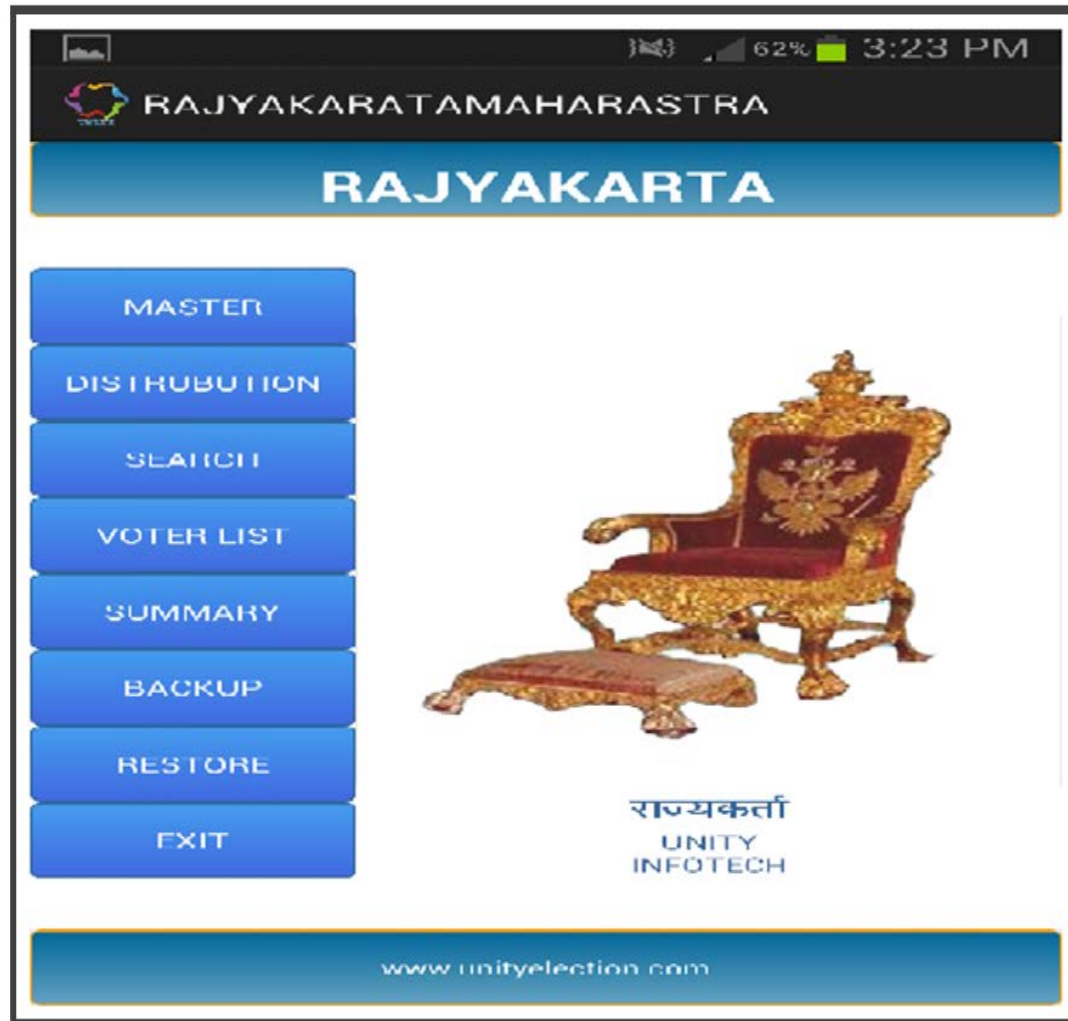 62% 3:23 PM
RAJYAKARATAMAHARASTRA
RAJYAKARTA
MASTER
DISTRUBUTION
SEARCH
VOTER LIST
SUMMARY
BACKUP
RESTORE
EXIT
राज्यकर्ता
UNITY
INFOTECH
www.unityelection.com